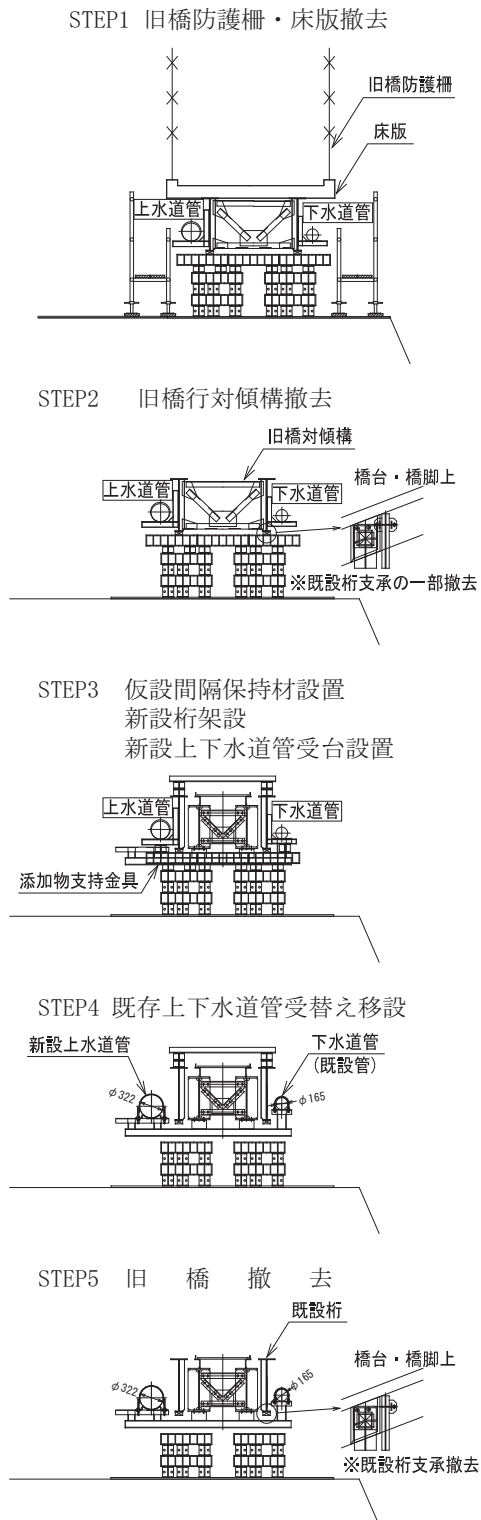 STEP1 旧橋防護柵・床版撤去
旧橋防護柵
床版
上水道管
下水道管
STEP2 旧橋行対傾構撤去
旧橋対傾構
上水道管
下水道管
橋台・橋脚上
※既設桁支承の一部撤去
STEP3 仮設間隔保持材設置
新設桁架設
新設上下水道管受台設置
上水道管
下水道管
添加物支持金具
STEP4 既存上下水道管受替え移設
新設上水道管
下水道管
(既設管)
φ322
φ165
STEP5 旧橋撤去
既設桁
橋台・橋脚上
φ322
φ165
※既設桁支承撤去